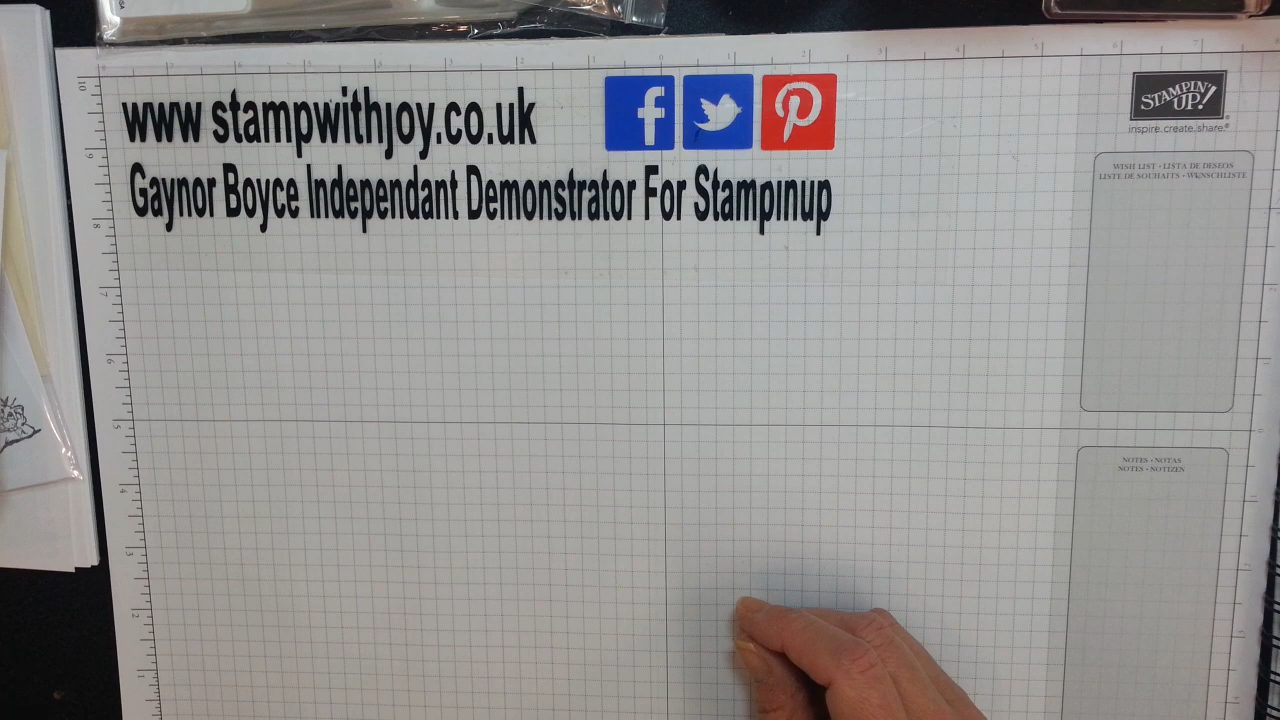 www stampwithjoy.co.uk
Gaynor Boyce Independant Demonstrator For Stampinup
STAMPIN' UP!®
inspire.create.share.®
WISH LIST • LISTA DE DESEOS
LISTE DE SOUHAITS • WUNSCHLISTE
NOTES • NOTAS
NOTES • NOTIZEN